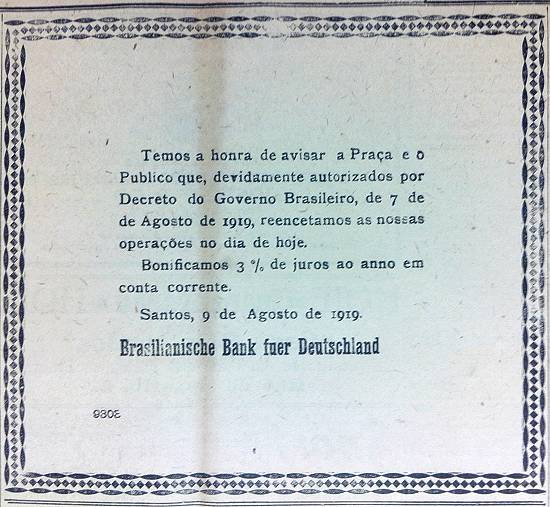 Temos a honra de avisar a Praça e o
Publico que, devidamente autorizados por
Decreto do Governo Brasileiro, de 7 de
de Agosto de 1919, reencetamos as nossas
operações no dia de hoje.
Bonificamos 3 % de juros ao anno em
conta corrente.
Santos, 9 de Agosto de 1919.
Brasilianische Bank fuer Deutschland
9308